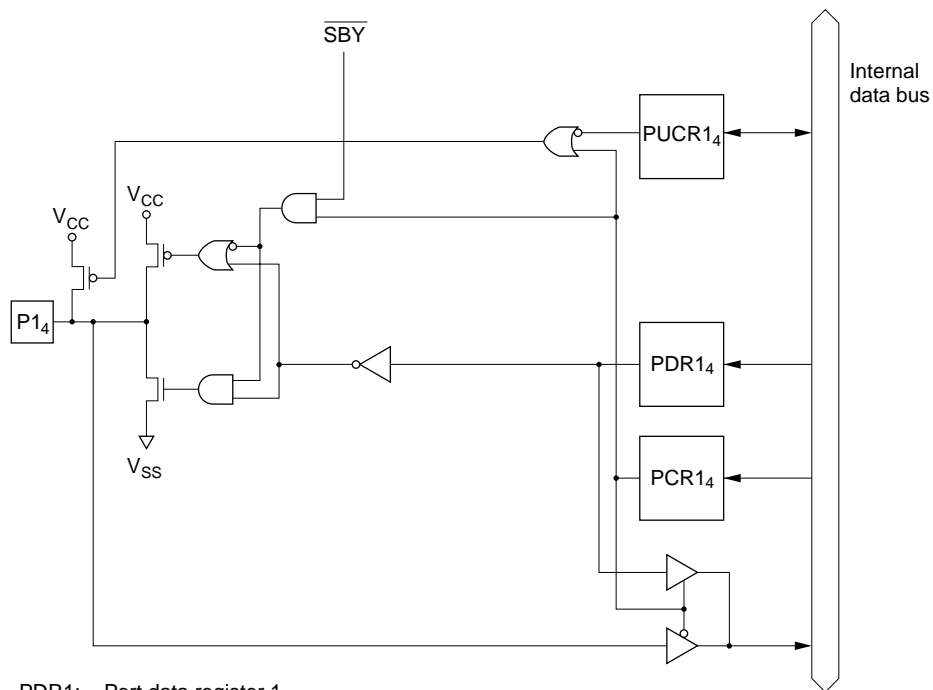 SBY
Internal
data bus
PUCR1₄
V_CC
V_CC
P1₄
PDR1₄
PCR1₄
V_SS